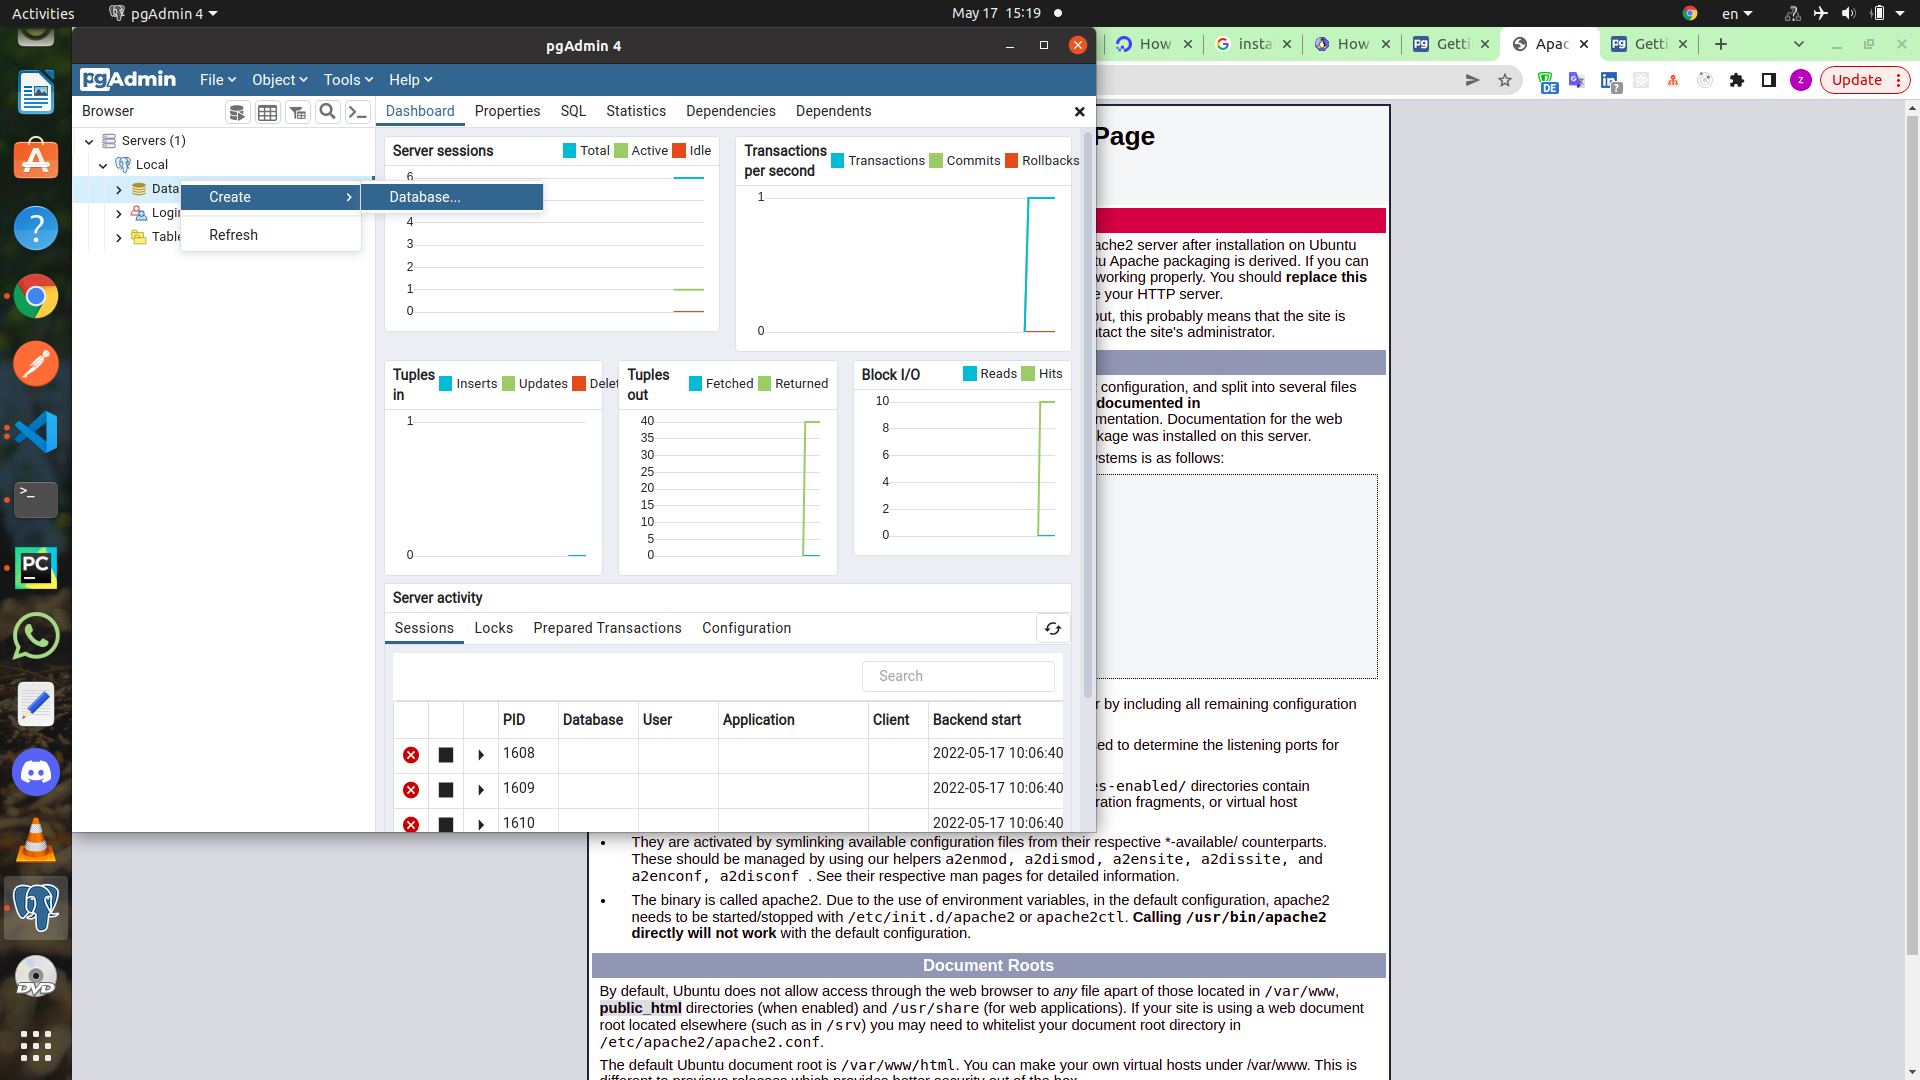 Activities
pgAdmin 4
May 17 15:19
en
pgAdmin 4
How
insta
How
Getti
Apac
Getti
pgAdmin
File
Object
Tools
Help
DE
?
z
Update
Browser
Dashboard
Properties
SQL
Statistics
Dependencies
Dependents
Servers (1)
Local
Data
Login
Table
Create
Database...
Refresh
Server sessions
Total
Active
Idle
6
4
3
2
1
0
Transactions per second
Transactions
Commits
Rollbacks
1
0
Tuples in
Inserts
Updates
Delet
1
0
Tuples out
Fetched
Returned
40
35
30
25
20
15
10
5
0
Block I/O
Reads
Hits
10
8
6
4
2
0
Server activity
Sessions
Locks
Prepared Transactions
Configuration
Search
PID
Database
User
Application
Client
Backend start
1608
2022-05-17 10:06:40
1609
2022-05-17 10:06:40
1610
2022-05-17 10:06:40
Page
ache2 server after installation on Ubuntu
tu Apache packaging is derived. If you can
working properly. You should replace this
e your HTTP server.
out, this probably means that the site is
ntact the site's administrator.
t configuration, and split into several files
documented in
mentation. Documentation for the web
kage was installed on this server.
ystems is as follows:
r by including all remaining configuration
ed to determine the listening ports for
es-enabled/ directories contain
ration fragments, or virtual host
They are activated by symlinking available configuration files from their respective *-available/ counterparts.
These should be managed by using our helpers a2enmod, a2dismod, a2ensite, a2dissite, and
a2enconf, a2disconf . See their respective man pages for detailed information.
The binary is called apache2. Due to the use of environment variables, in the default configuration, apache2
needs to be started/stopped with /etc/init.d/apache2 or apache2ctl. Calling /usr/bin/apache2
directly will not work with the default configuration.
Document Roots
By default, Ubuntu does not allow access through the web browser to any file apart of those located in /var/www,
public_html directories (when enabled) and /usr/share (for web applications). If your site is using a web document
root located elsewhere (such as in /srv) you may need to whitelist your document root directory in
/etc/apache2/apache2.conf.
The default Ubuntu document root is /var/www/html. You can make your own virtual hosts under /var/www. This is
different to previous releases which provides better security out of the box.
PC
DVD